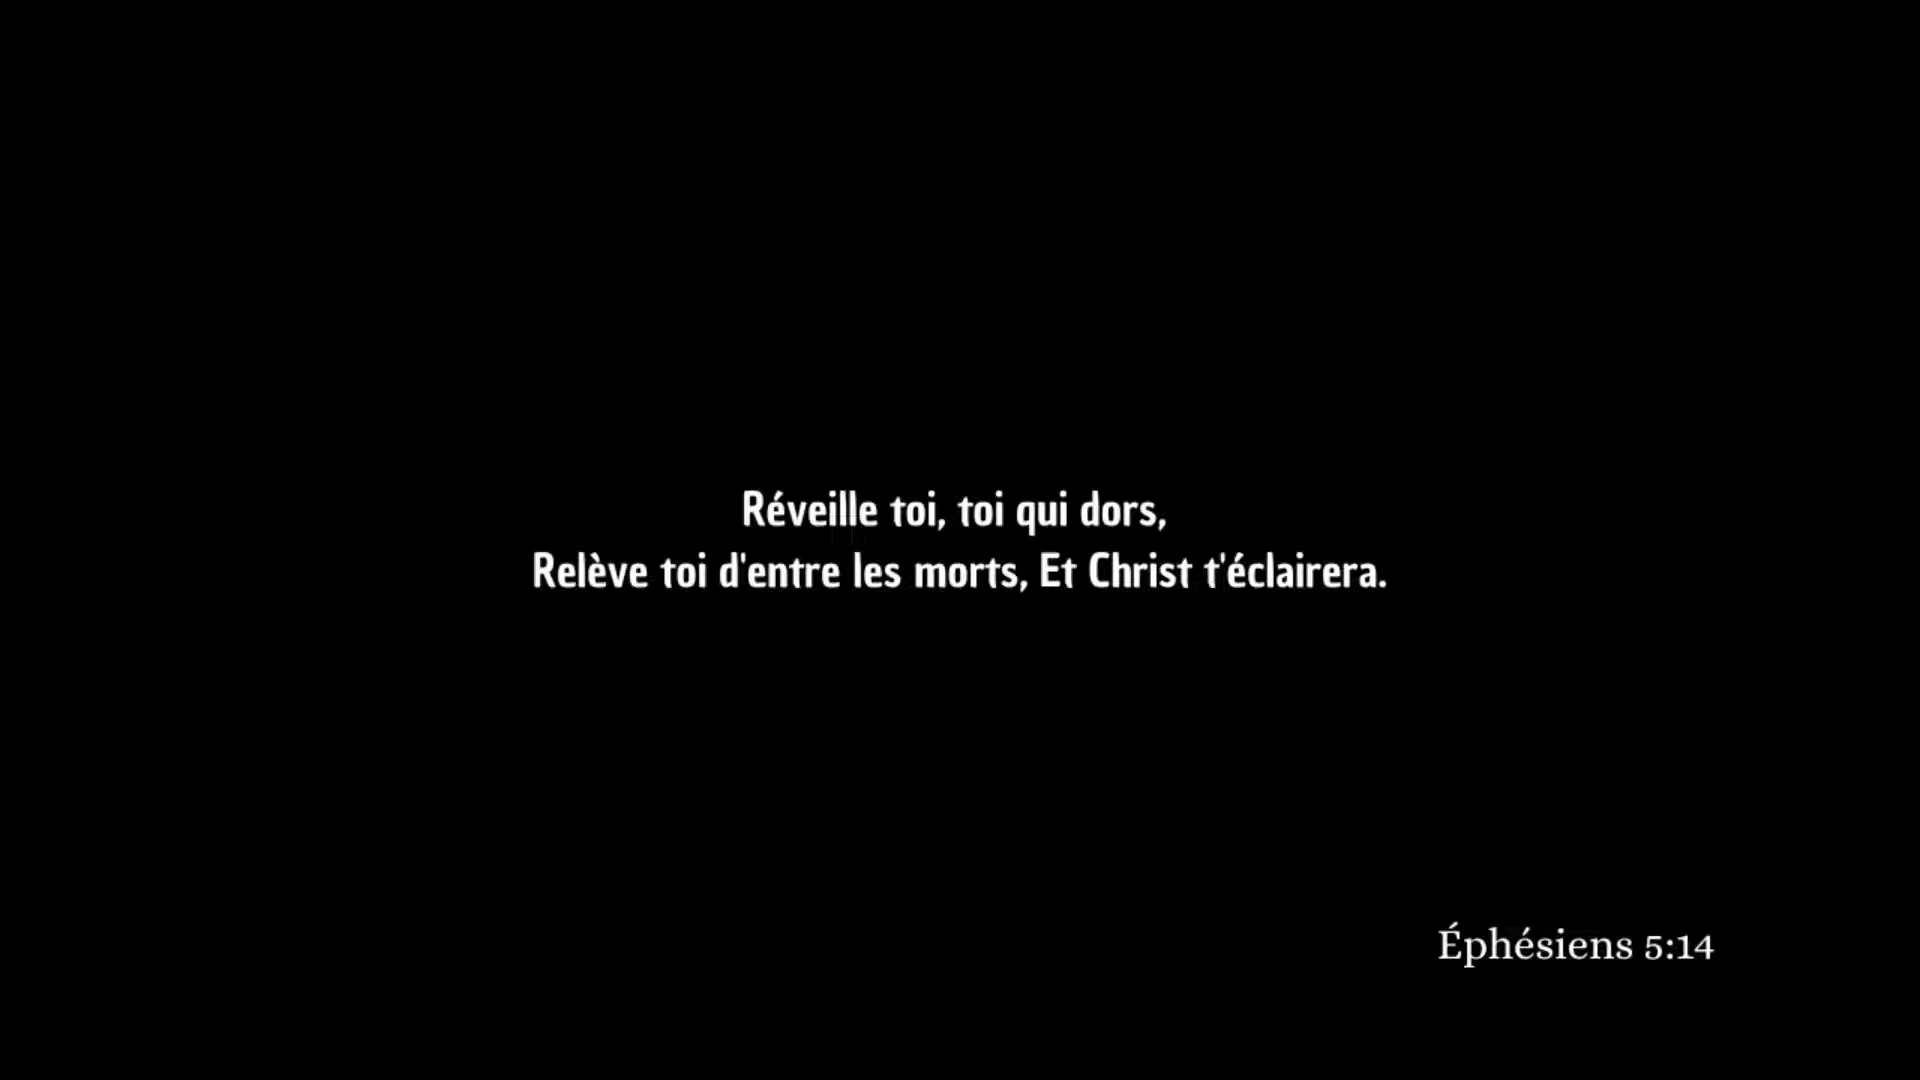 Réveille toi, toi qui dors,
Relève toi d'entre les morts, Et Christ t'éclairera.
Éphésiens 5:14